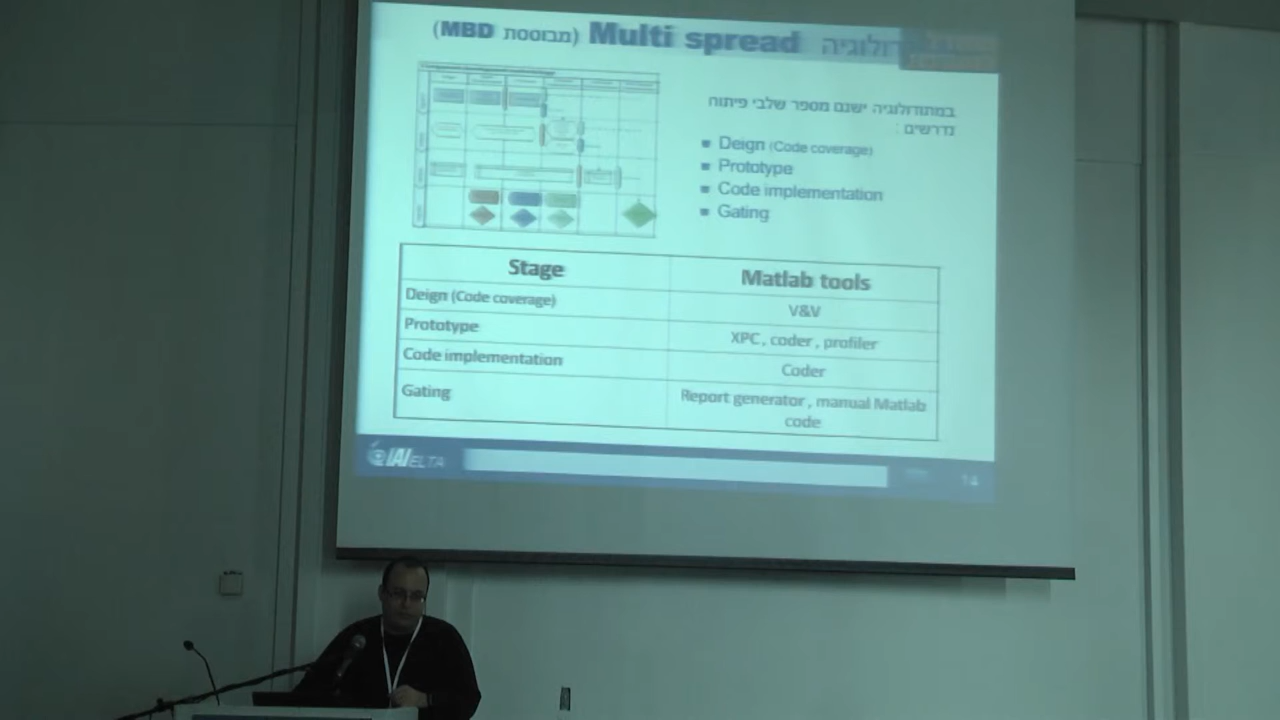 Multi spread (מבוססת MBD)
במתודולוגיה ישנם מספר שלבי פיתוח
נדרשים :
Deign (Code coverage)
Prototype
Code implementation
Gating
Stage Matlab tools
Deign (Code coverage) V&V
Prototype XPC, coder, profiler
Code implementation Coder
Gating Report generator, manual Matlab
code
IAI ELTA
14